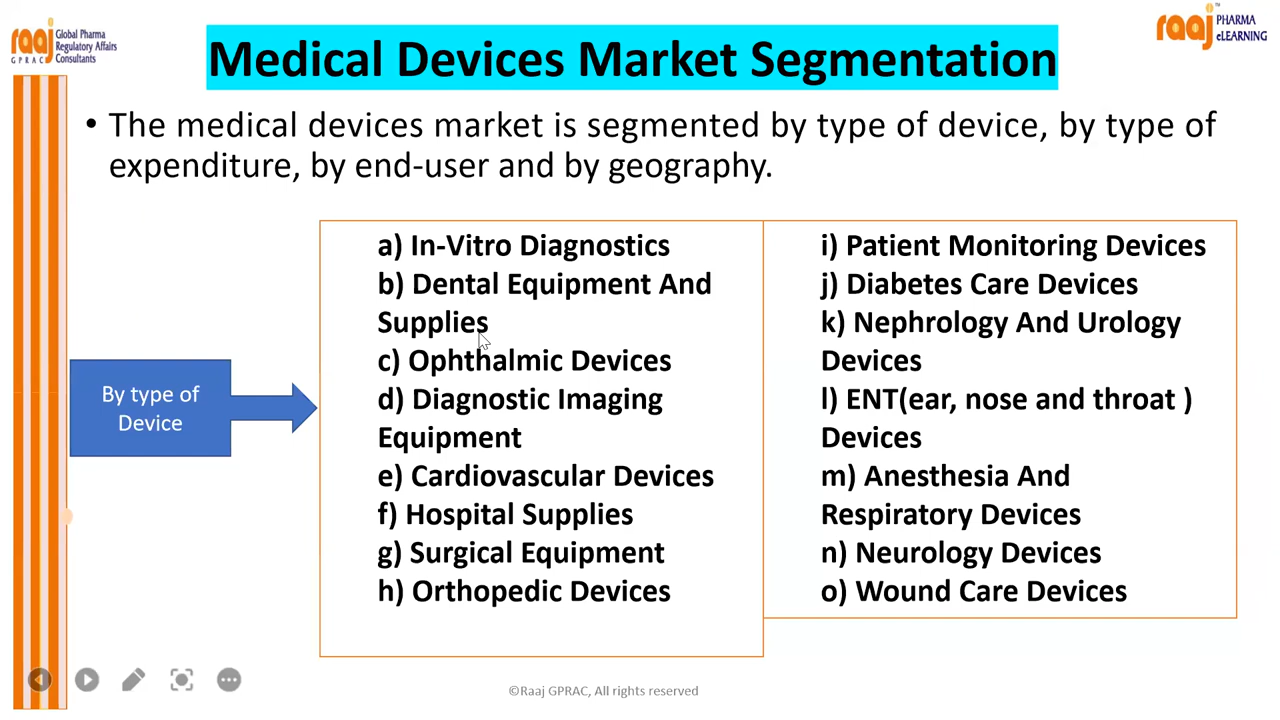 raaj Global Pharma
Regulatory Affairs
GPRAC Consultants
Medical Devices Market Segmentation
raaj PHARMA
™ eLEARNING
• The medical devices market is segmented by type of device, by type of
expenditure, by end-user and by geography.
By type of
Device
a) In-Vitro Diagnostics
b) Dental Equipment And
Supplies
c) Ophthalmic Devices
d) Diagnostic Imaging
Equipment
e) Cardiovascular Devices
f) Hospital Supplies
g) Surgical Equipment
h) Orthopedic Devices
i) Patient Monitoring Devices
j) Diabetes Care Devices
k) Nephrology And Urology
Devices
l) ENT(ear, nose and throat )
Devices
m) Anesthesia And
Respiratory Devices
n) Neurology Devices
o) Wound Care Devices
©Raaj GPRAC, All rights reserved